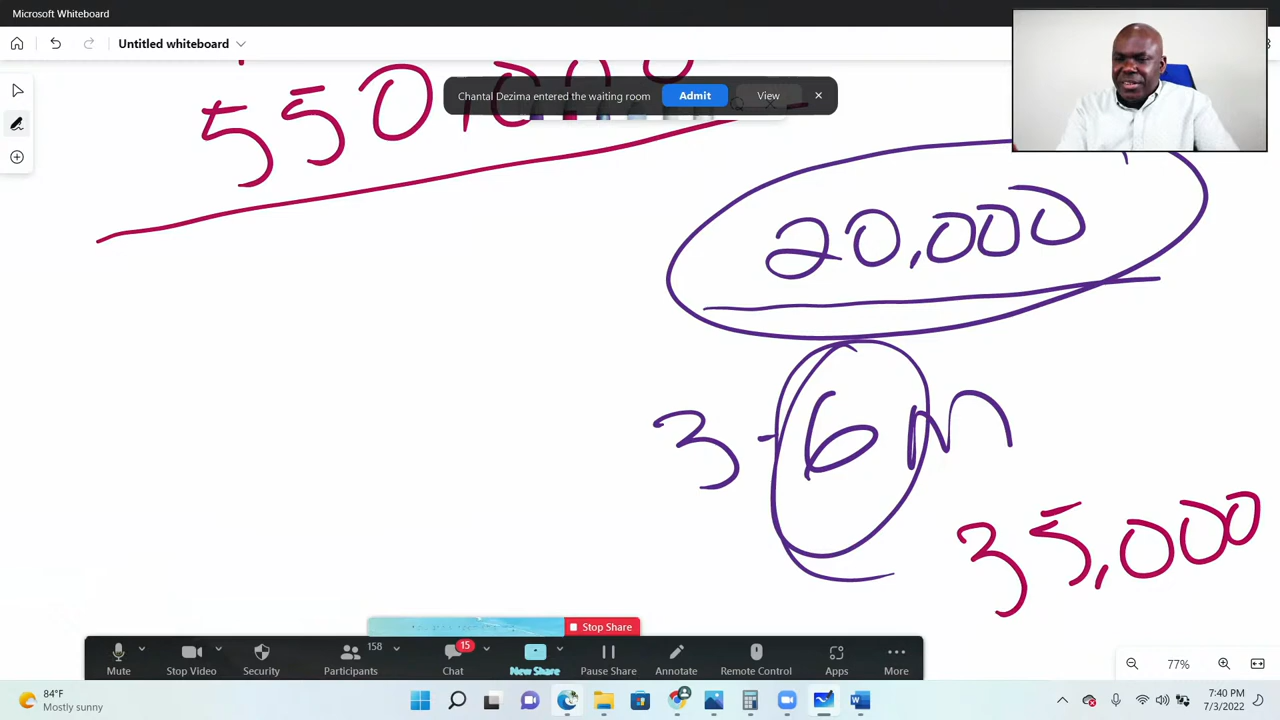 Microsoft Whiteboard
Untitled whiteboard
550,000
Chantal Dezima entered the waiting room
Admit
View
20,000
3-6m
35,000
Stop Share
Mute
Stop Video
Security
158
Participants
15
Chat
New Share
Pause Share
Annotate
Remote Control
Apps
More
77%
84°F
Mostly sunny
7:40 PM
7/3/2022